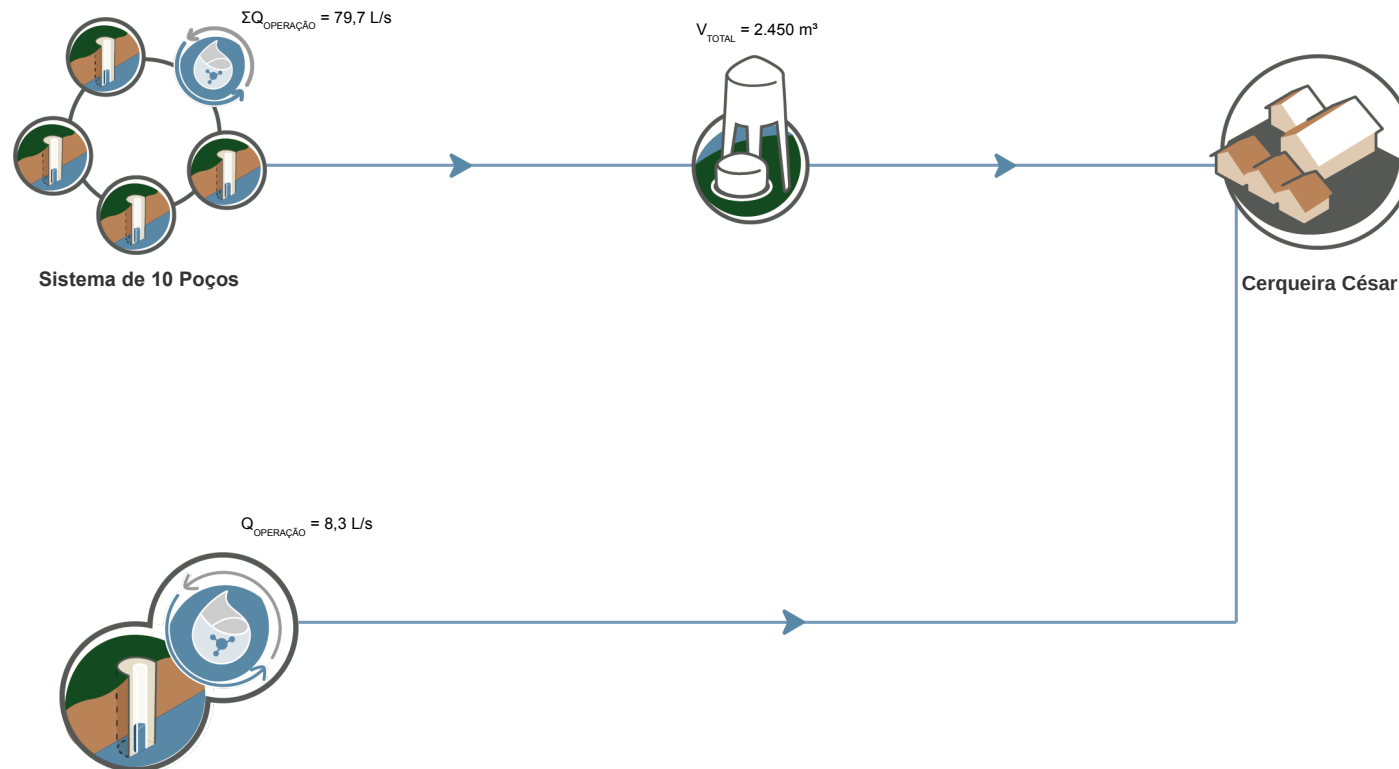 ΣQOPERAÇÃO = 79,7 L/s
VTOTAL = 2.450 m³
Sistema de 10 Poços
Cerqueira César
QOPERAÇÃO = 8,3 L/s